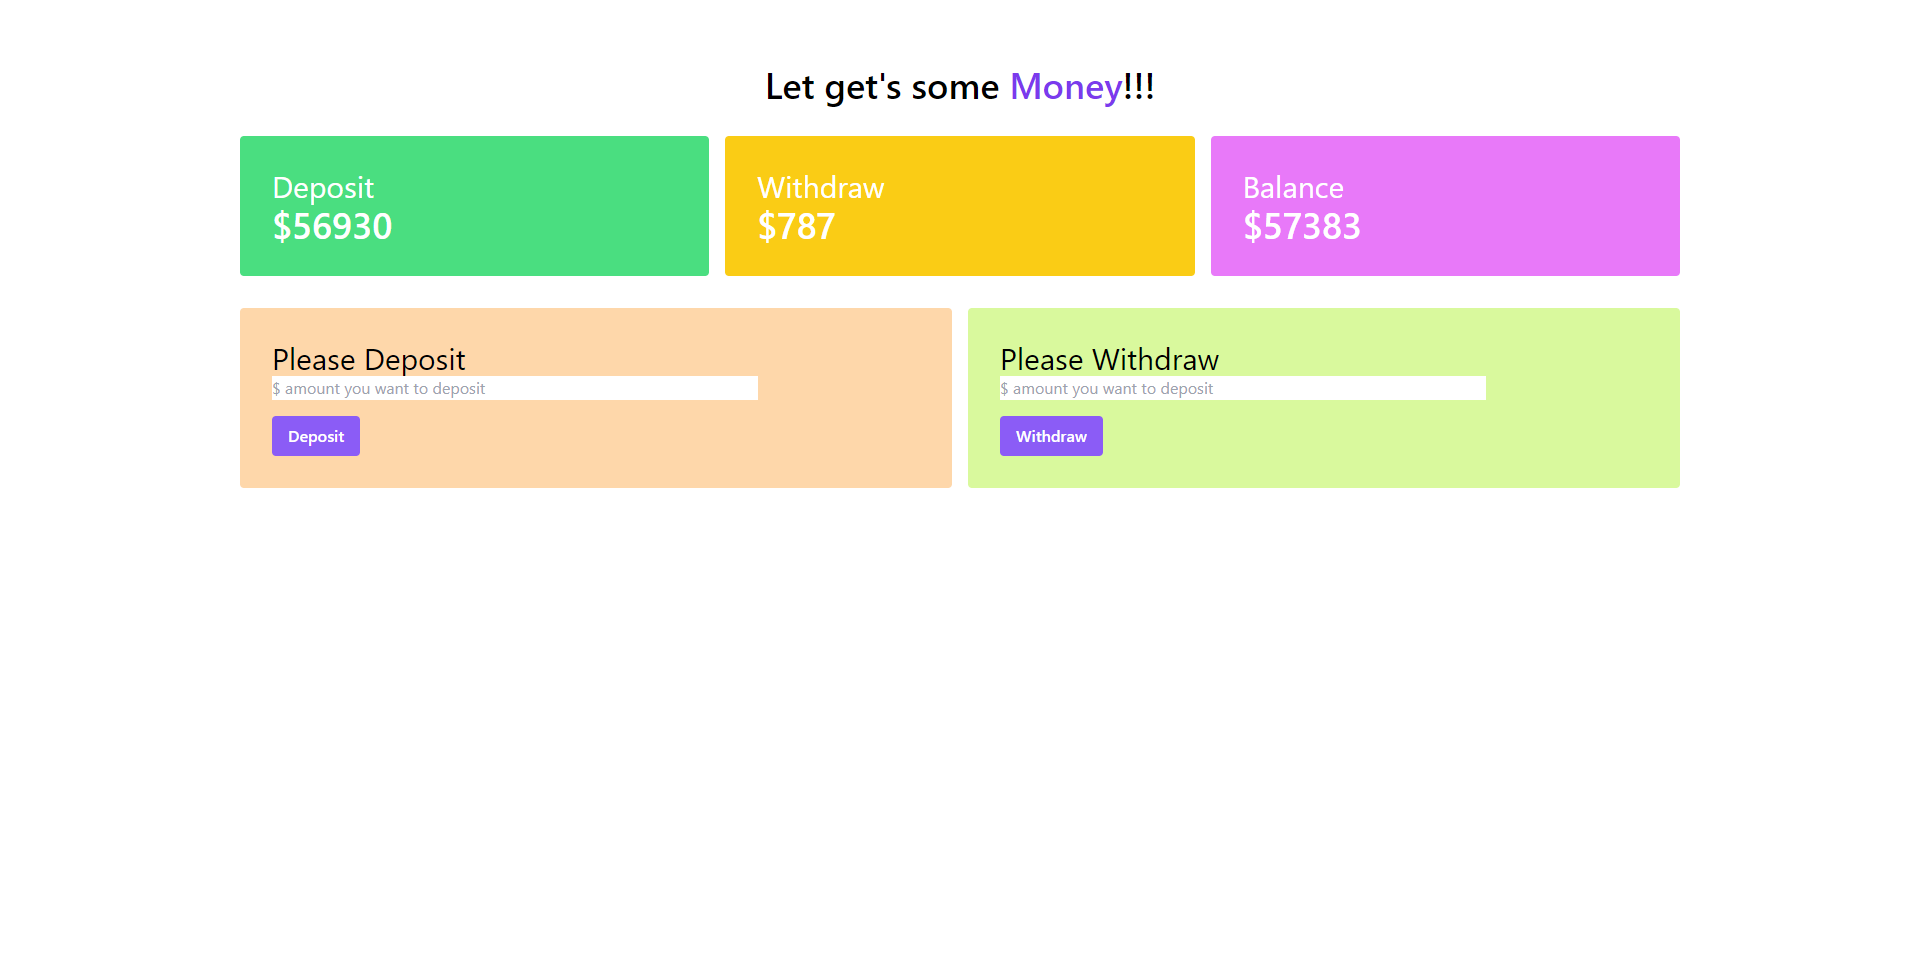 Let get's some Money!!!
Deposit
$56930
Withdraw
$787
Balance
$57383
Please Deposit
$ amount you want to deposit
Deposit
Please Withdraw
$ amount you want to deposit
Withdraw